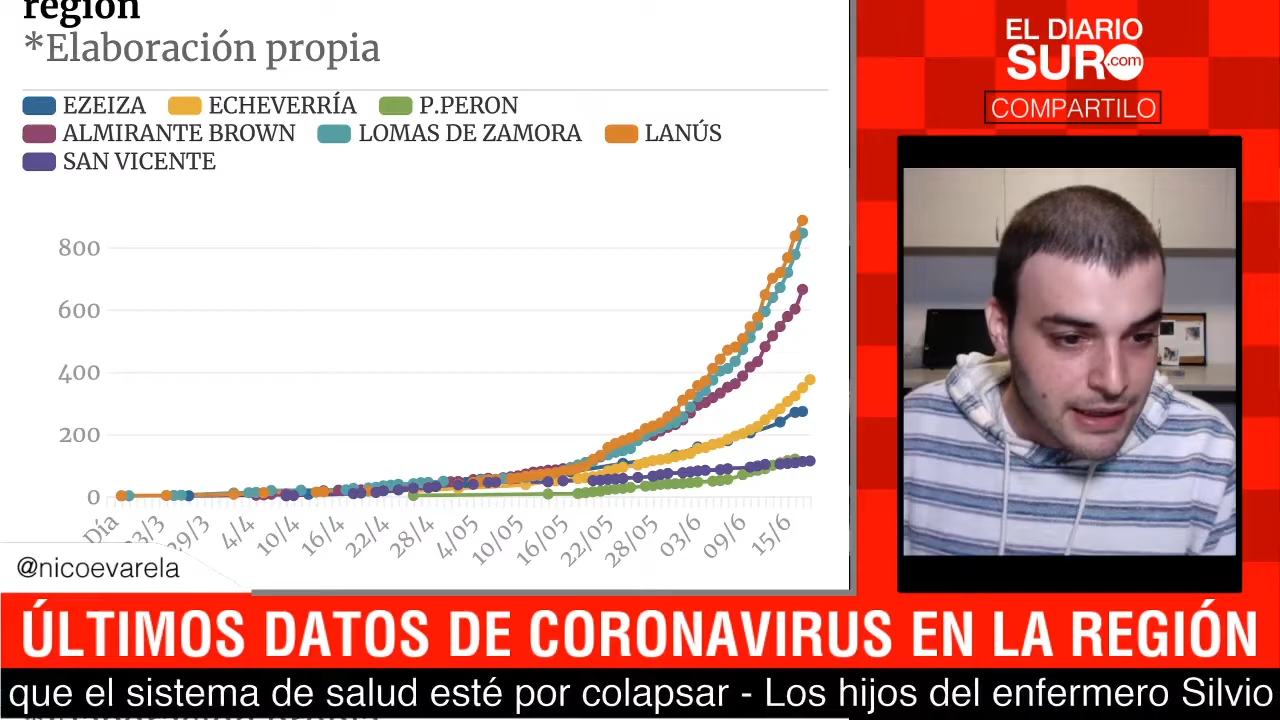 región
*Elaboración propia
EZEIZA
ECHEVERRÍA
P.PERON
ALMIRANTE BROWN
LOMAS DE ZAMORA
LANÚS
SAN VICENTE
800
600
400
200
0
Día
23/3
29/3
4/4
10/4
16/4
22/4
28/4
4/05
10/05
16/05
22/05
28/05
03/6
09/6
15/6
@nicoevarela
EL DIARIO
SUR.com
COMPARTILO
ÚLTIMOS DATOS DE CORONAVIRUS EN LA REGIÓN
que el sistema de salud esté por colapsar - Los hijos del enfermero Silvio